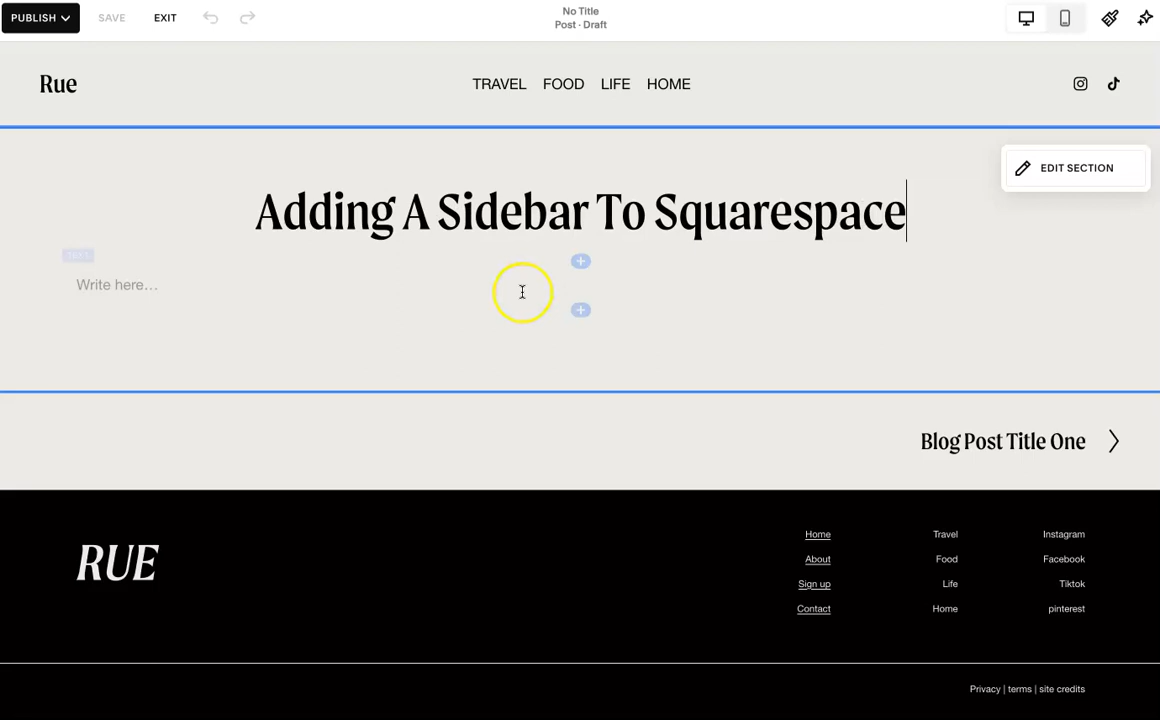 PUBLISH
SAVE
EXIT
No Title
Post · Draft
Rue
TRAVEL FOOD LIFE HOME
EDIT SECTION
Adding A Sidebar To Squarespace
Write here...
Blog Post Title One
RUE
Home Travel Instagram
About Food Facebook
Sign up Life Tiktok
Contact Home pinterest
Privacy | terms | site credits